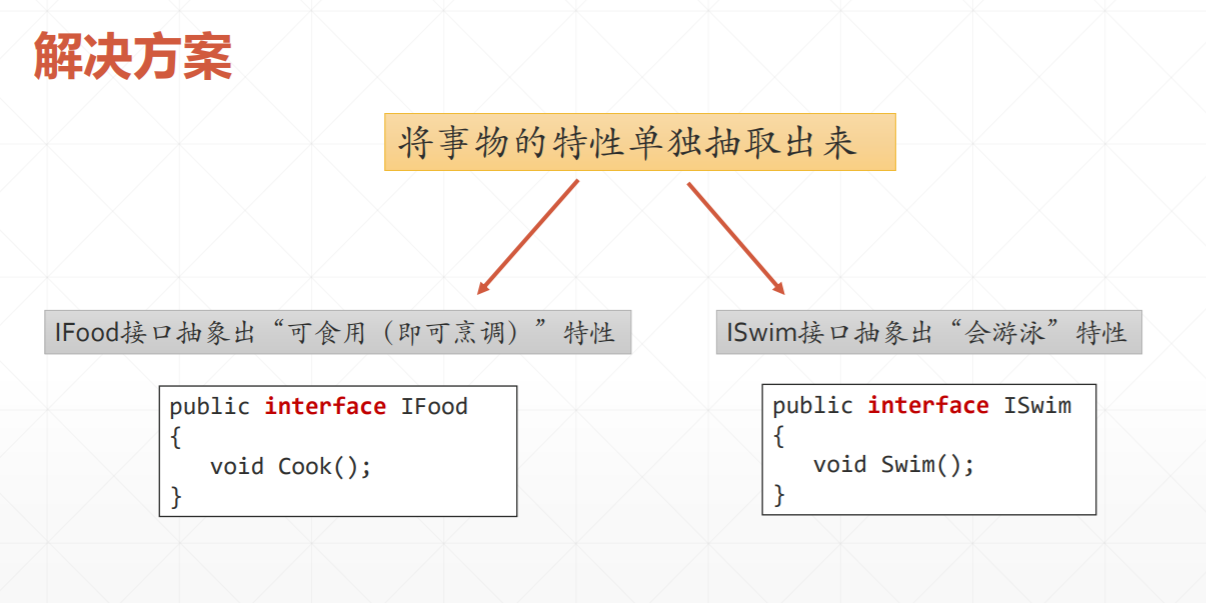 解决方案
将事物的特性单独抽取出来
IFood接口抽象出“可食用（即可烹调）”特性
public interface IFood
{
void Cook();
}
ISwim接口抽象出“会游泳”特性
public interface ISwim
{
void Swim();
}